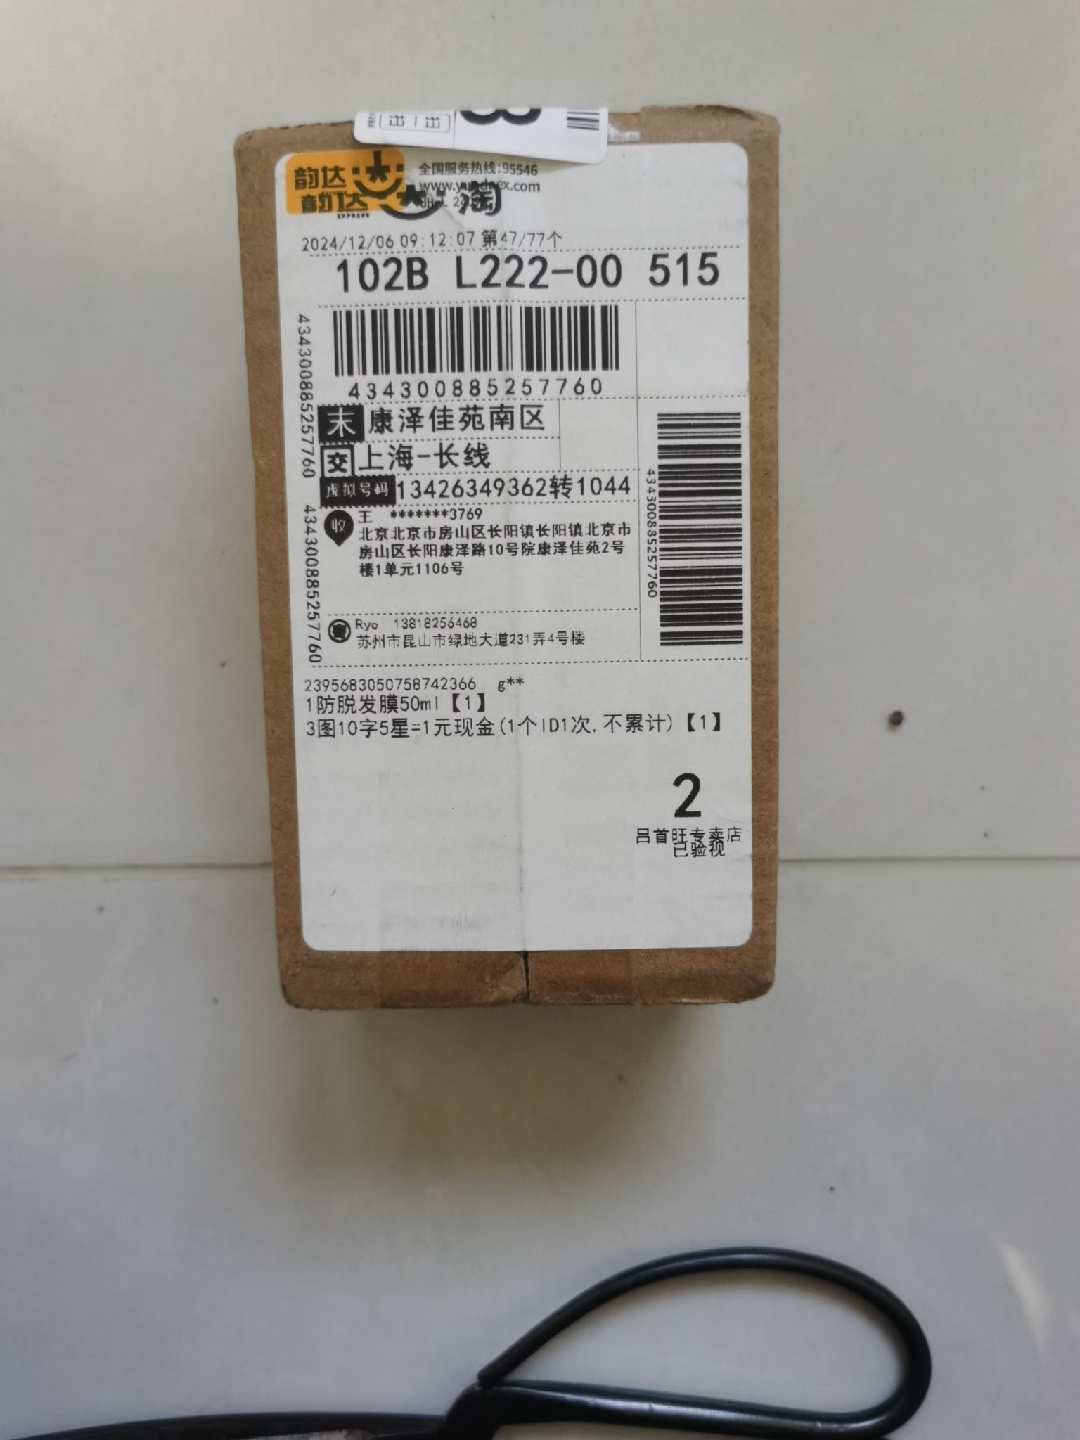 韵达
全国服务热线:95546
www.yundaex.com
淘
2024/12/06 09:12:07 第47/77个
102B L222-00 515
434300885257760
434300885257760
434300885257760
434300885257760
末 康泽佳苑南区
交 上海-长线
虚拟号码 13426349362转1044
收 王 *******3769
北京北京市房山区长阳镇长阳镇北京市
房山区长阳康泽路10号院康泽佳苑2号
楼1单元1106号
Ryo 13818256468
苏州市昆山市绿地大道231弄4号楼
2395683050758742366 g**
1防脱发膜50ml【1】
3图10字5星=1元现金(1个ID1次,不累计)【1】
2
吕首旺专卖店
已验视